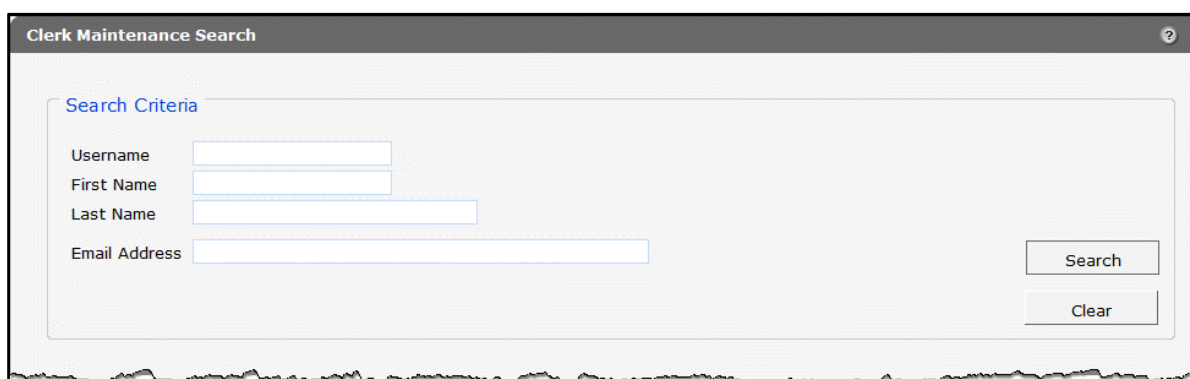 Clerk Maintenance Search
?
Search Criteria
Username
First Name
Last Name
Email Address
Search
Clear